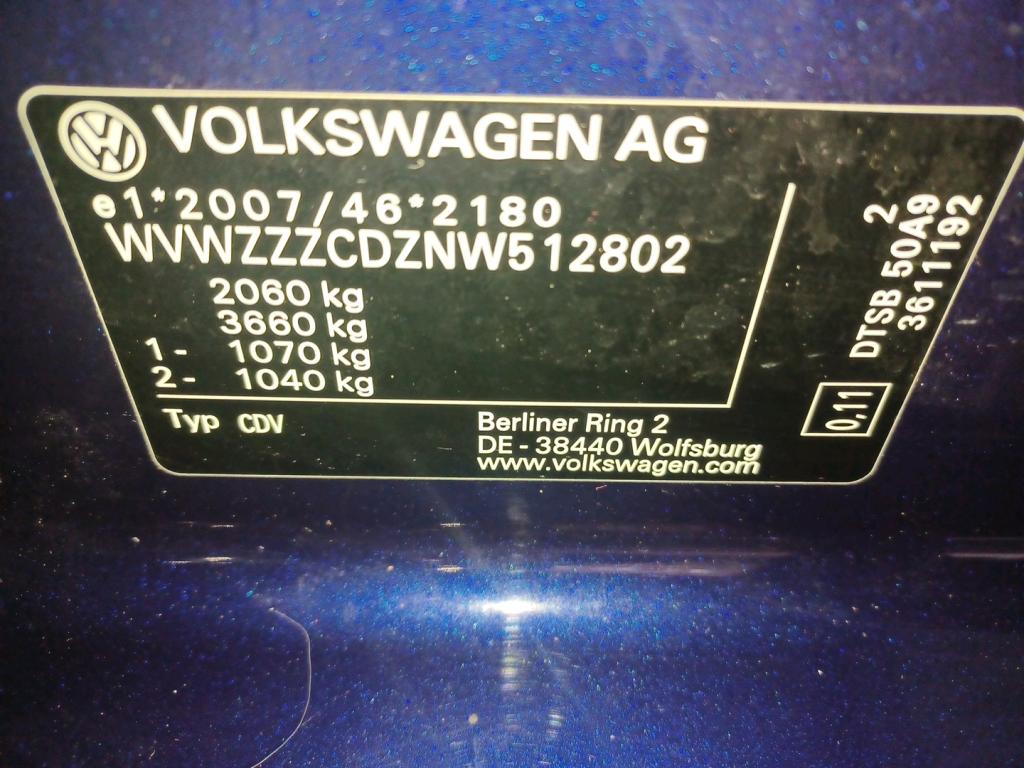 VOLKSWAGEN AG
e1*2007/46*2180
WVWZZZCDZNW512802
2060 kg
3660 kg
1- 1070 kg
2- 1040 kg
Typ CDV
Berliner Ring 2
DE-38440 Wolfsburg
www.volkswagen.com
2
DTSB 50A9
3611192
0,11